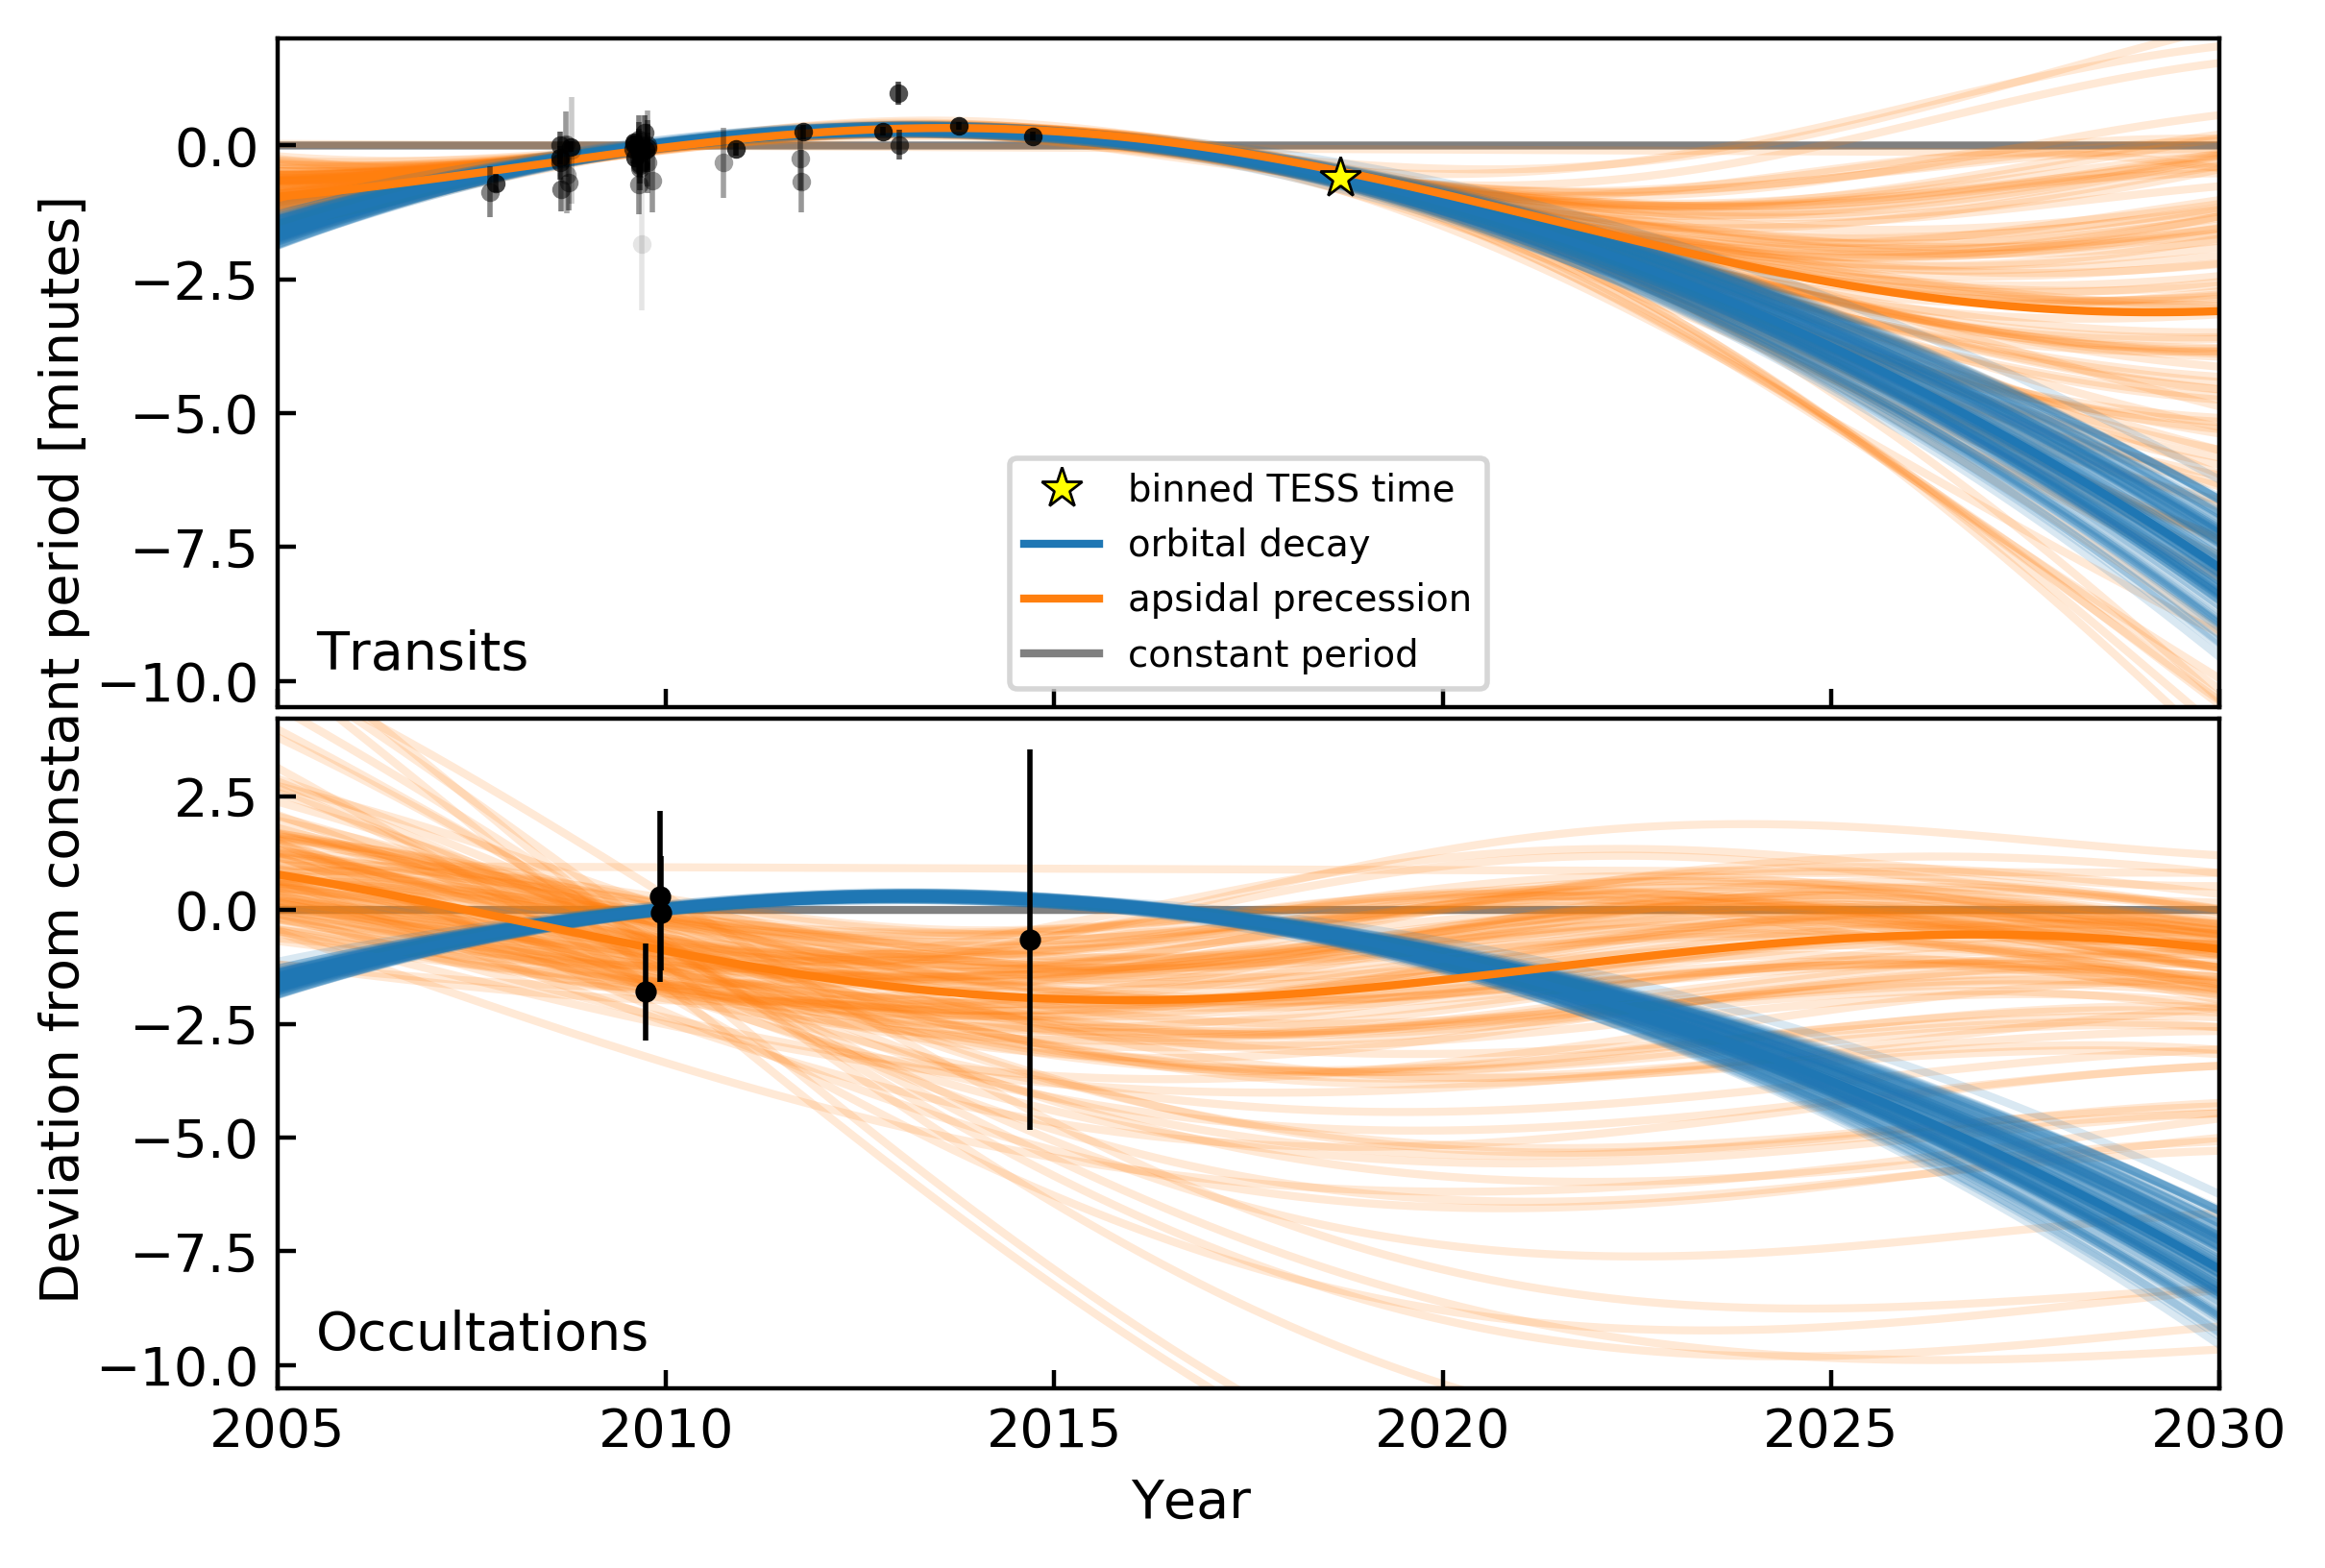 Deviation from constant period [minutes]
0.0
−2.5
−5.0
−7.5
−10.0
binned TESS time
orbital decay
apsidal precession
constant period
Transits
2.5
0.0
−2.5
−5.0
−7.5
−10.0
Occultations
2005 2010 2015 2020 2025 2030
Year